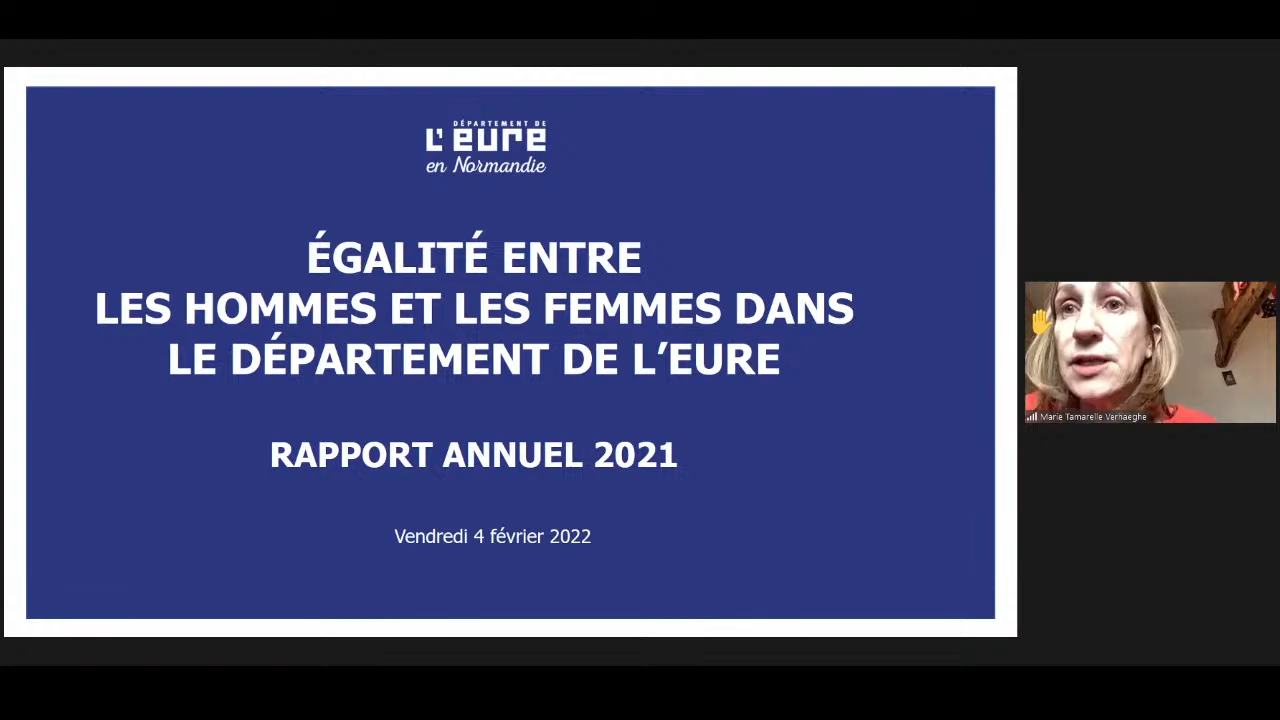 DÉPARTEMENT DE
L'eure
en Normandie
ÉGALITÉ ENTRE
LES HOMMES ET LES FEMMES DANS
LE DÉPARTEMENT DE L’EURE
RAPPORT ANNUEL 2021
Vendredi 4 février 2022
Marie Tamarelle Verhaeghe